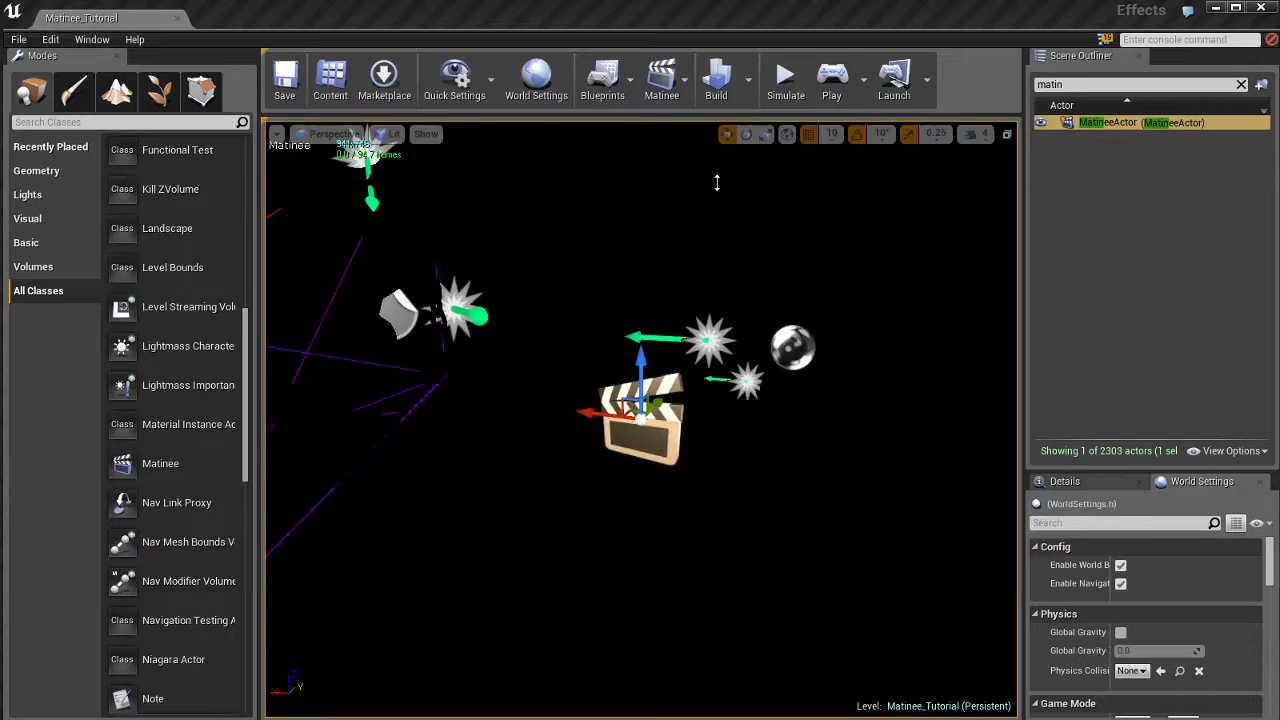 Matinee_Tutorial
Effects
File Edit Window Help
Enter console command
Modes
Search Classes
Recently Placed
Geometry
Lights
Visual
Basic
Volumes
All Classes
Class Functional Test
Class Kill ZVolume
Class Landscape
Class Level Bounds
Level Streaming Volu
Lightmass Characte
Lightmass Importan
Class Material Instance Ac
Matinee
Class Nav Link Proxy
Nav Mesh Bounds V
Nav Modifier Volume
Class Navigation Testing A
Class Niagara Actor
Note
Save Content Marketplace Quick Settings World Settings Blueprints Matinee Build Simulate Play Launch
Perspective Lit Show
10 10° 0.25 4
Matinee
Level: Matinee_Tutorial (Persistent)
Scene Outliner
matin
Actor
MatineeActor (MatineeActor)
Showing 1 of 2303 actors (1 sel View Options
Details World Settings
(WorldSettings.h)
Search
Config
Enable World B
Enable Navigat
Physics
Global Gravity
Global Gravity 0.0
Physics Collisi None
Game Mode